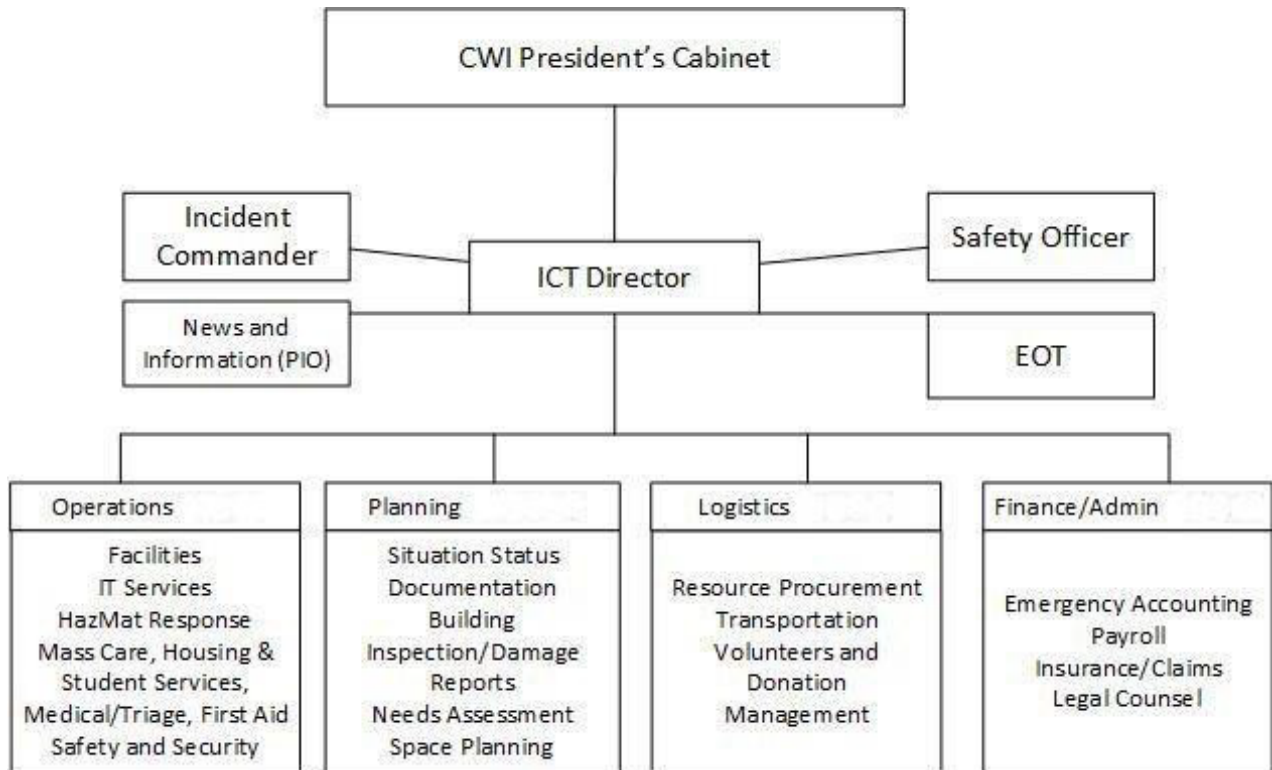 CWI President's Cabinet
Incident
Commander
Safety Officer
ICT Director
News and
Information (PIO)
EOT
Operations
Facilities
IT Services
HazMat Response
Mass Care, Housing &
Student Services,
Medical/Triage, First Aid
Safety and Security
Planning
Situation Status
Documentation
Building
Inspection/Damage
Reports
Needs Assessment
Space Planning
Logistics
Resource Procurement
Transportation
Volunteers and
Donation
Management
Finance/Admin
Emergency Accounting
Payroll
Insurance/Claims
Legal Counsel